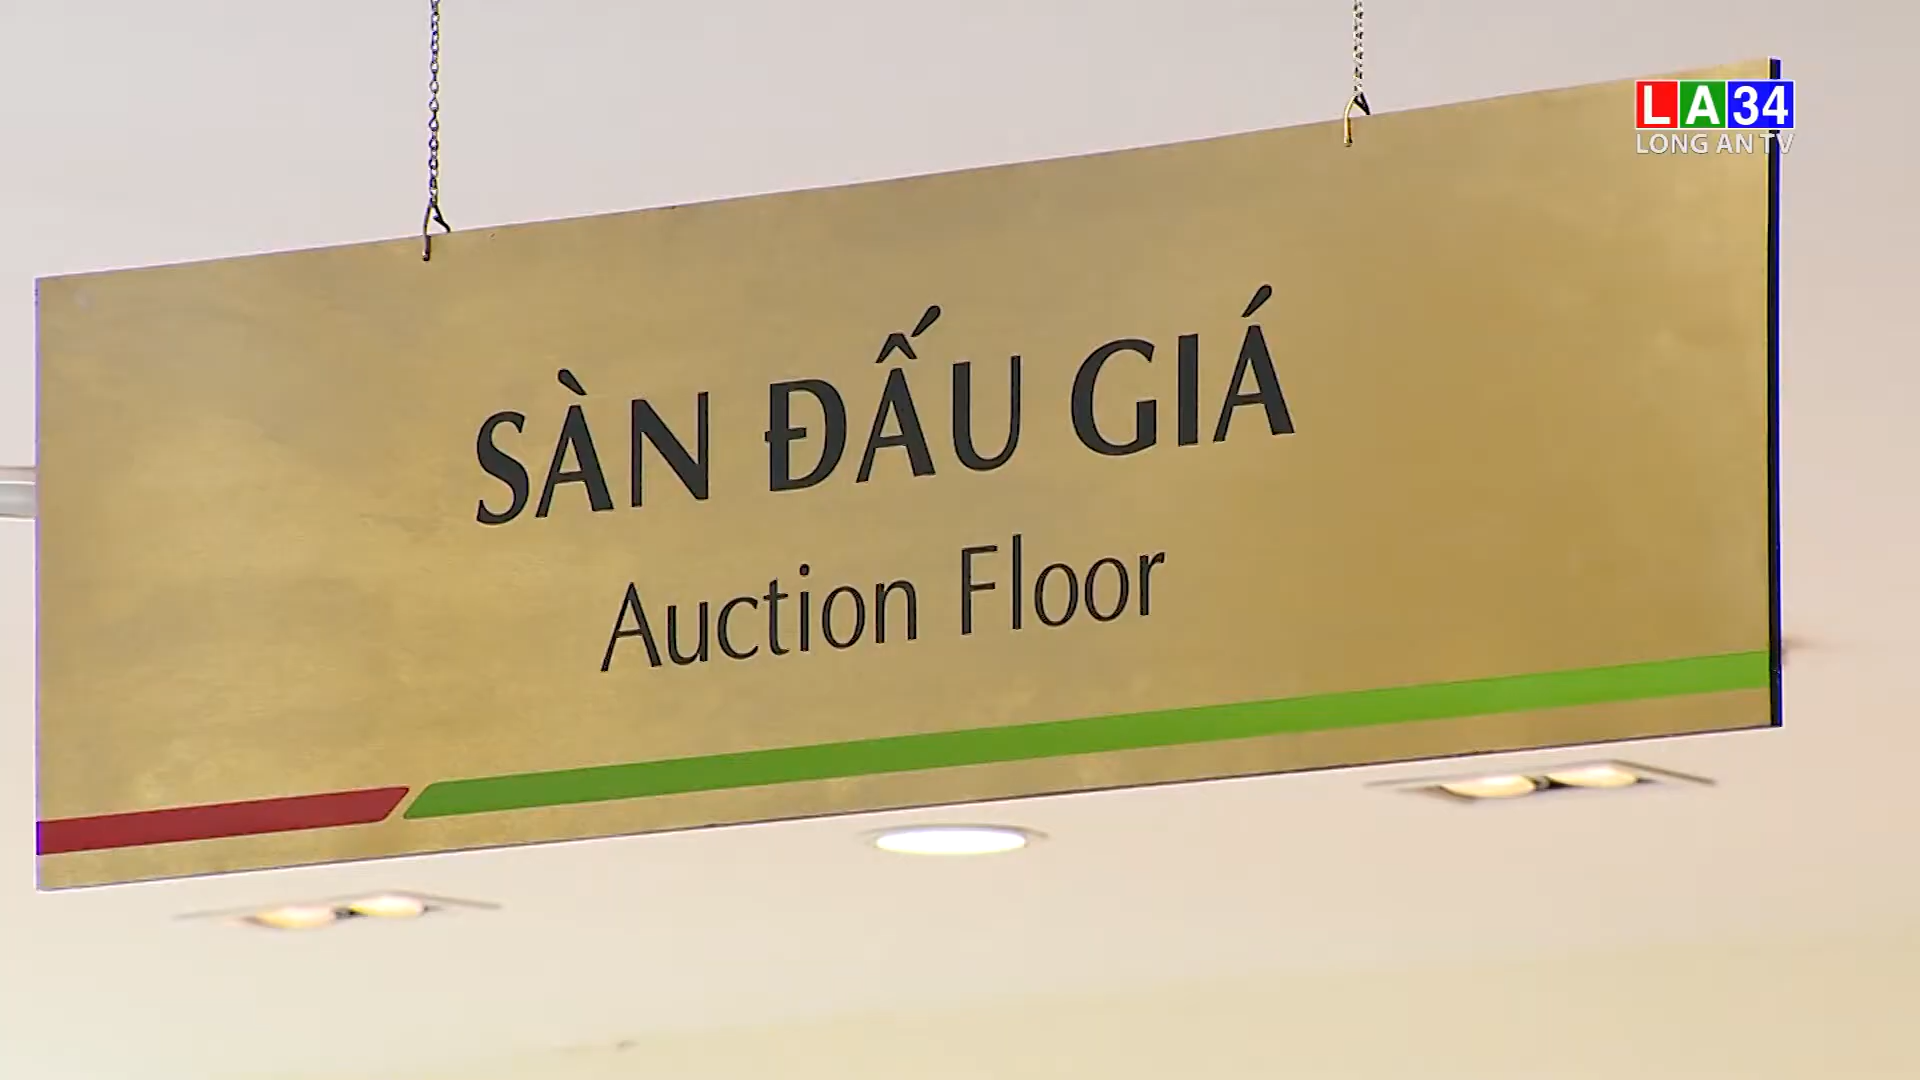 LA34
LONG AN TV
SÀN ĐẤU GIÁ
Auction Floor